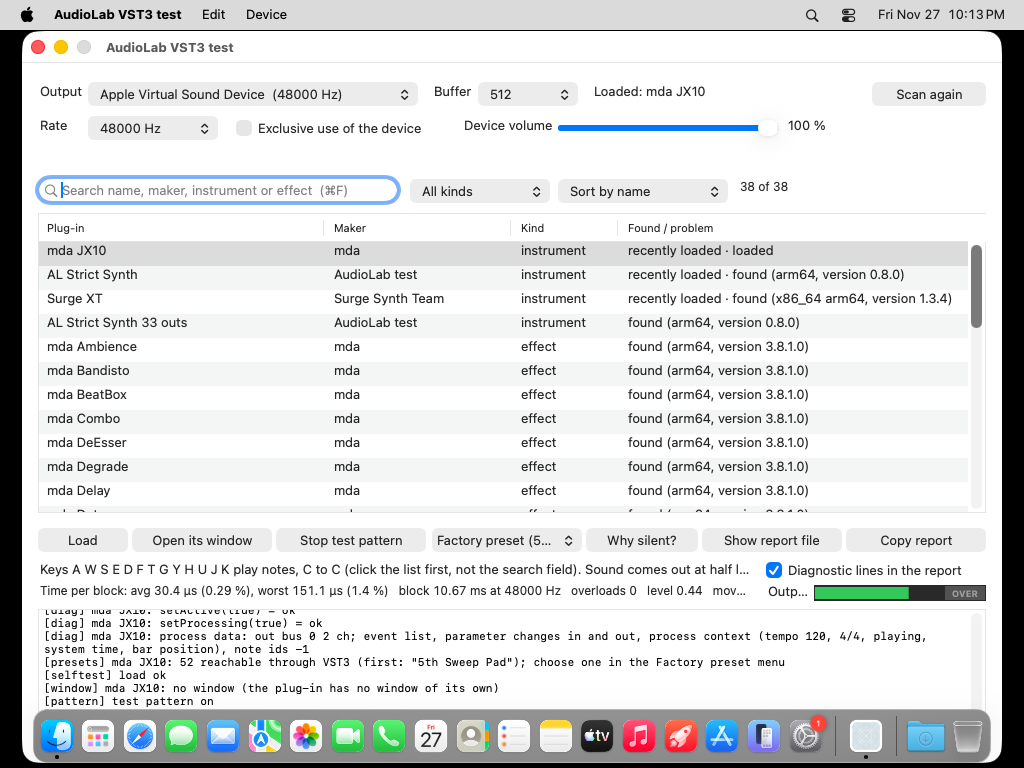 AudioLab VST3 test Edit Device Fri Nov 27 10:13 PM
AudioLab VST3 test
Output Apple Virtual Sound Device (48000 Hz) Buffer 512 Loaded: mda JX10 Scan again
Rate 48000 Hz Exclusive use of the device Device volume 100 %
Search name, maker, instrument or effect (⌘F) All kinds Sort by name 38 of 38
Plug-in Maker Kind Found / problem
mda JX10 mda instrument recently loaded · loaded
AL Strict Synth AudioLab test instrument recently loaded · found (arm64, version 0.8.0)
Surge XT Surge Synth Team instrument recently loaded · found (x86_64 arm64, version 1.3.4)
AL Strict Synth 33 outs AudioLab test instrument found (arm64, version 0.8.0)
mda Ambience mda effect found (arm64, version 3.8.1.0)
mda Bandisto mda effect found (arm64, version 3.8.1.0)
mda BeatBox mda effect found (arm64, version 3.8.1.0)
mda Combo mda effect found (arm64, version 3.8.1.0)
mda DeEsser mda effect found (arm64, version 3.8.1.0)
mda Degrade mda effect found (arm64, version 3.8.1.0)
mda Delay mda effect found (arm64, version 3.8.1.0)
Load Open its window Stop test pattern Factory preset (5... Why silent? Show report file Copy report
Keys A W S E D F T G Y H U J K play notes, C to C (click the list first, not the search field). Sound comes out at half l... Diagnostic lines in the report
Time per block: avg 30.4 µs (0.29 %), worst 151.1 µs (1.4 %) block 10.67 ms at 48000 Hz overloads 0 level 0.44 mov... Outp... OVER
[diag] mda JX10: setActive(true) = ok
[diag] mda JX10: setProcessing(true) = ok
[diag] mda JX10: process data: out bus 0 2 ch; event list, parameter changes in and out, process context (tempo 120, 4/4, playing,
system time, bar position), note ids -1
[presets] mda JX10: 52 reachable through VST3 (first: "5th Sweep Pad"); choose one in the Factory preset menu
[selftest] load ok
[window] mda JX10: no window (the plug-in has no window of its own)
[pattern] test pattern on
Fri
27
tv
1